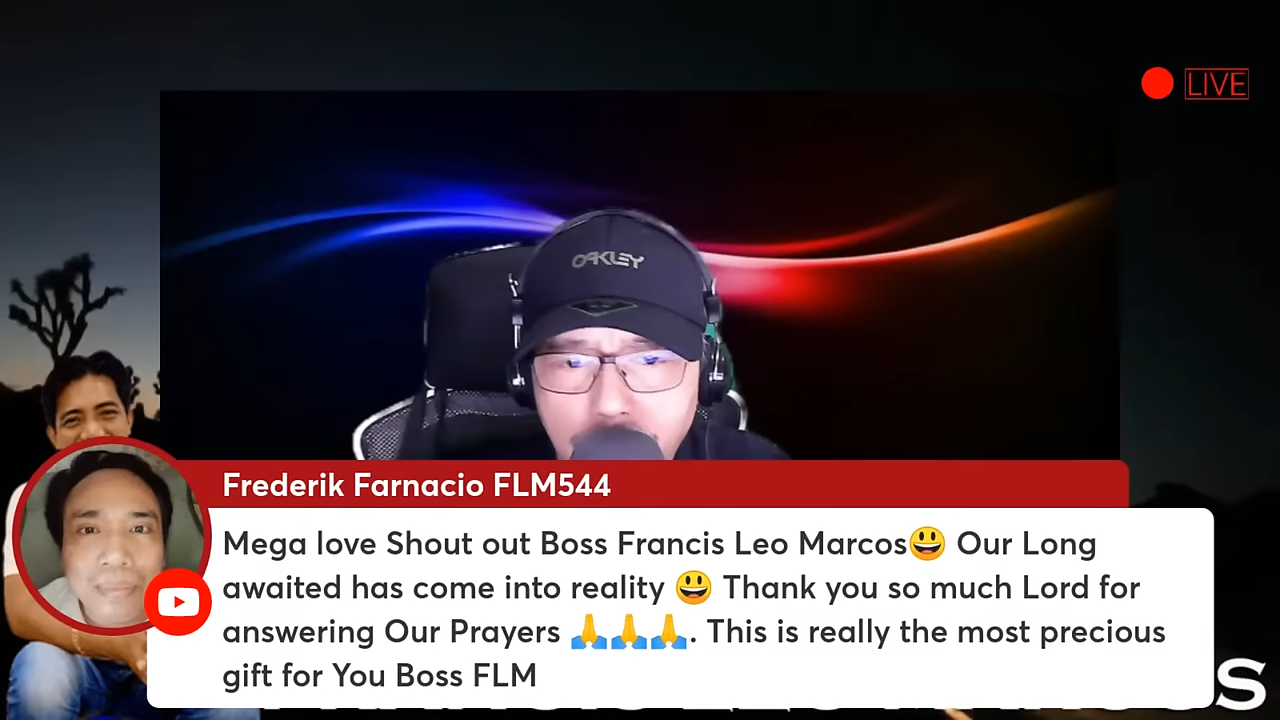 LIVE
OAKLEY
Frederik Farnacio FLM544
Mega love Shout out Boss Francis Leo Marcos😃 Our Long
awaited has come into reality 😃 Thank you so much Lord for
answering Our Prayers 🙏🙏🙏. This is really the most precious
gift for You Boss FLM